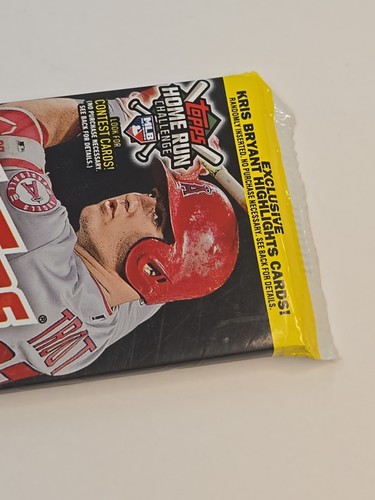 EXCLUSIVE
KRIS BRYANT HIGHLIGHTS CARDS!
RANDOMLY INSERTED. NO PURCHASE NECESSARY. SEE BACK FOR DETAILS.
topps
HOME RUN
CHALLENGE
MLB
LOOK FOR
CONTEST CARDS!
(NO PURCHASE NECESSARY.
SEE BACK FOR DETAILS.)
A
®